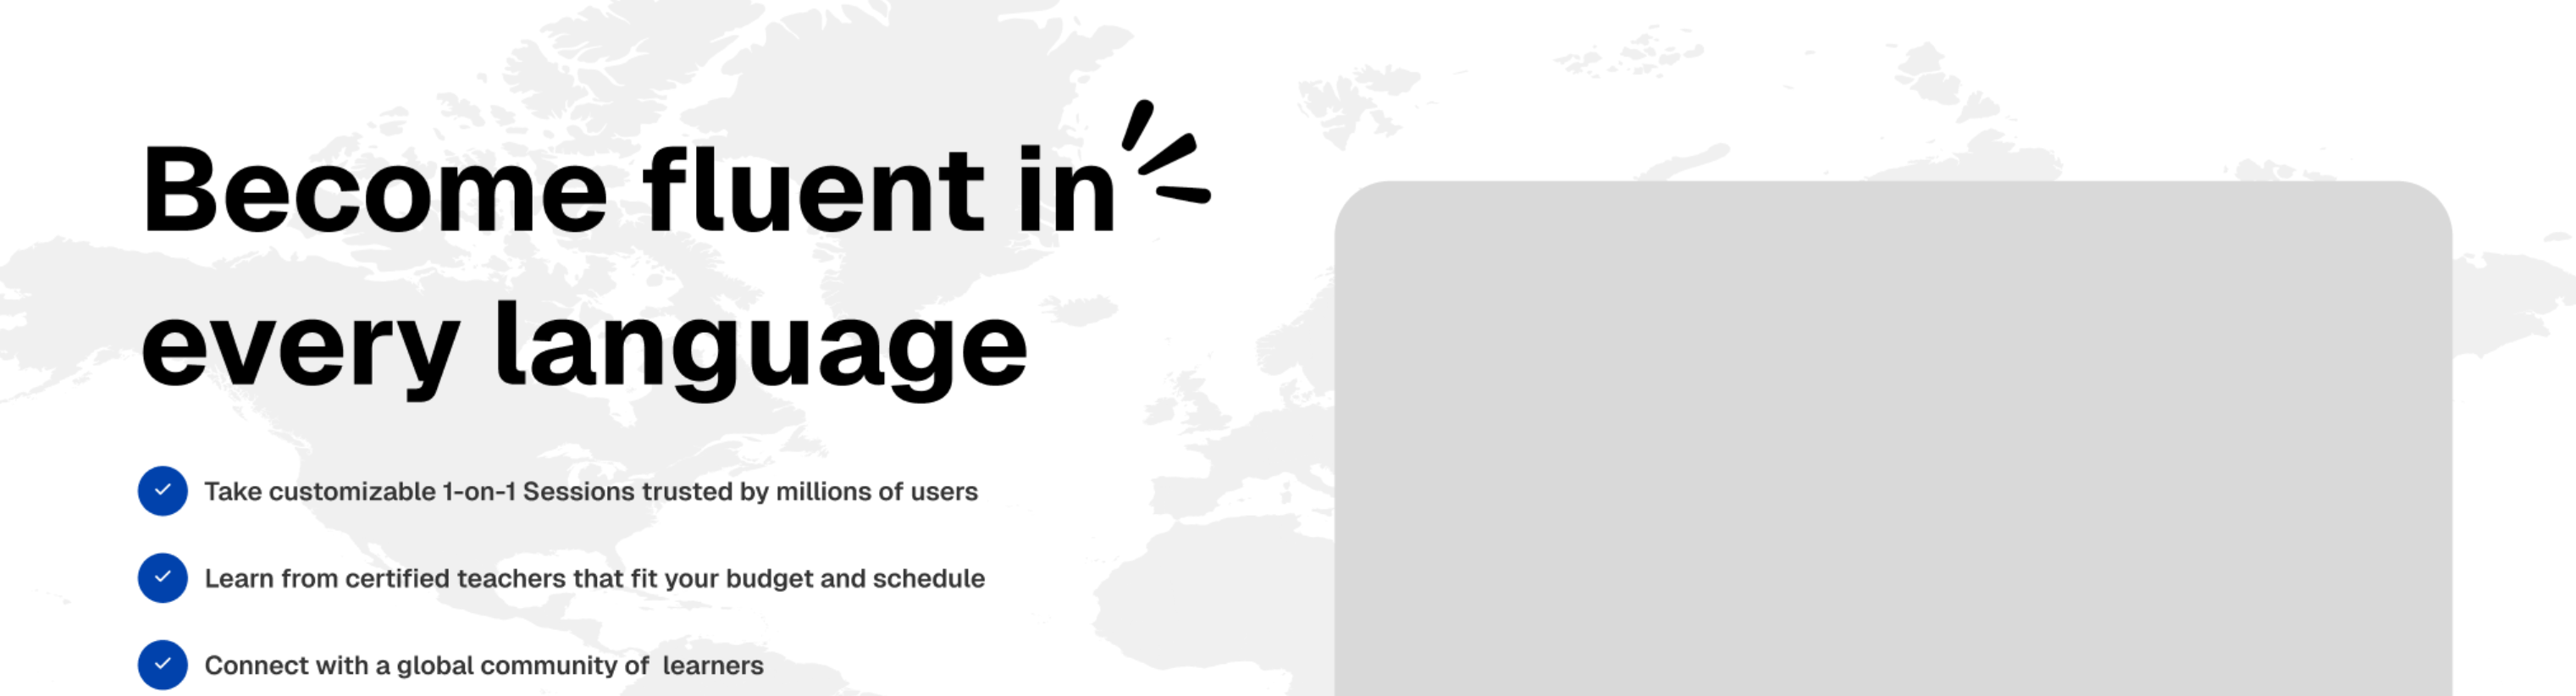 Become fluent in
every language
Take customizable 1-on-1 Sessions trusted by millions of users
Learn from certified teachers that fit your budget and schedule
Connect with a global community of  learners